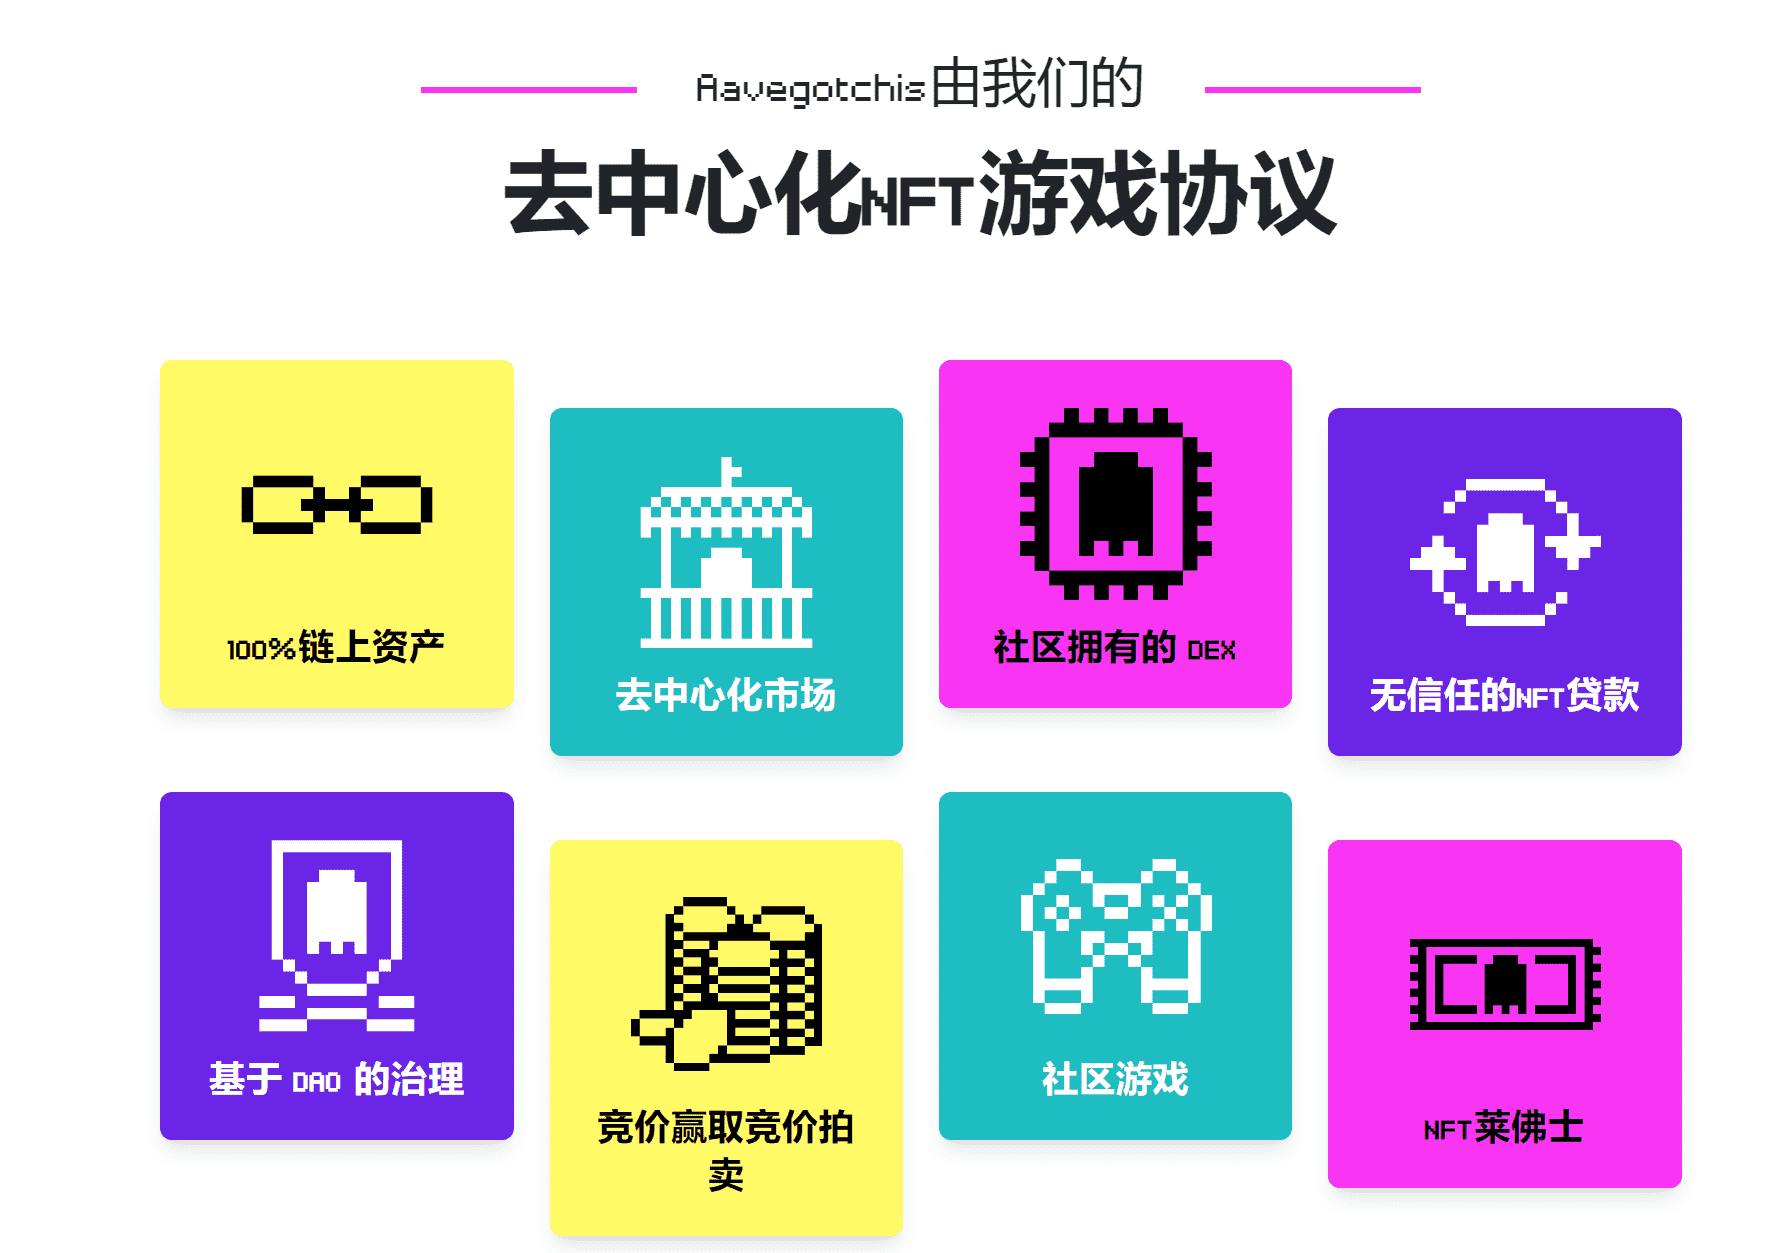 Aavegotchis由我们的
去中心化NFT游戏协议
100%链上资产
去中心化市场
社区拥有的 DEX
无信任的NFT贷款
基于 DAO 的治理
竞价赢取竞价拍
卖
社区游戏
NFT莱佛士